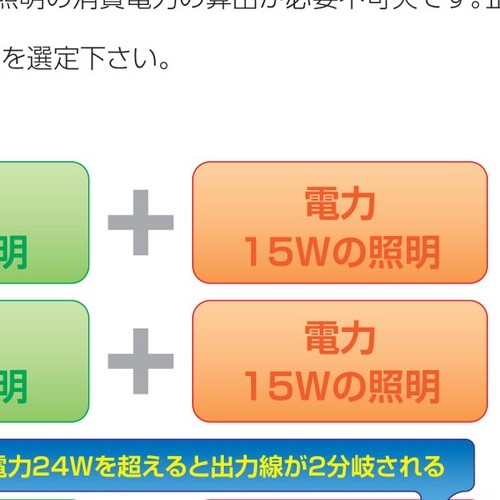 照明の消費電力の算出が必要不可欠です。正
を選定下さい。
明
+
電力
15Wの照明
明
+
電力
15Wの照明
電力24Wを超えると出力線が2分岐される